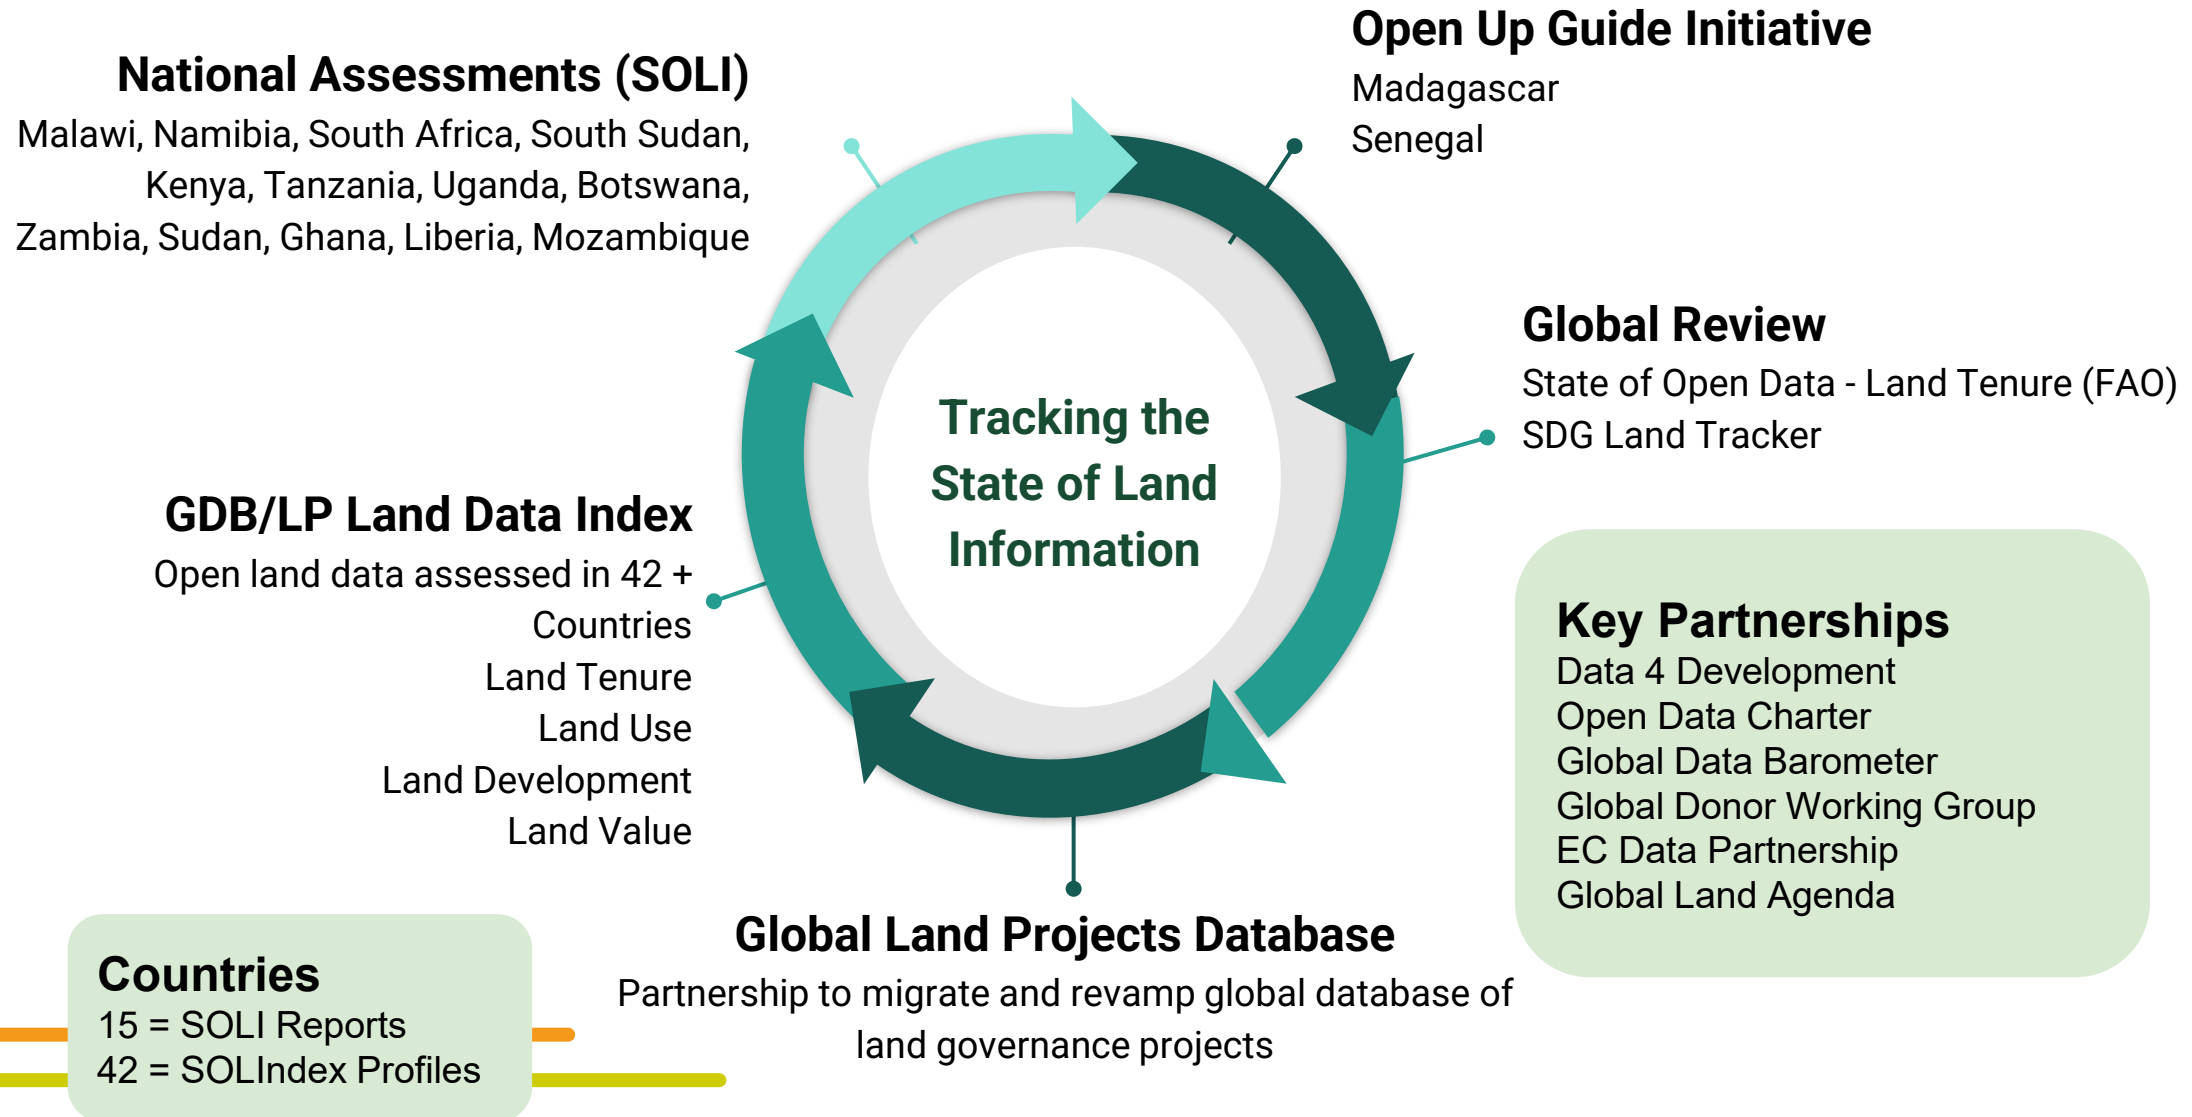 National Assessments (SOLI)
Malawi, Namibia, South Africa, South Sudan,
Kenya, Tanzania, Uganda, Botswana,
Zambia, Sudan, Ghana, Liberia, Mozambique
Open Up Guide Initiative
Madagascar
Senegal
Global Review
State of Open Data - Land Tenure (FAO)
SDG Land Tracker
Tracking the
State of Land
Information
GDB/LP Land Data Index
Open land data assessed in 42 +
Countries
Land Tenure
Land Use
Land Development
Land Value
Key Partnerships
Data 4 Development
Open Data Charter
Global Data Barometer
Global Donor Working Group
EC Data Partnership
Global Land Agenda
Global Land Projects Database
Partnership to migrate and revamp global database of
land governance projects
Countries
15 = SOLI Reports
42 = SOLIndex Profiles